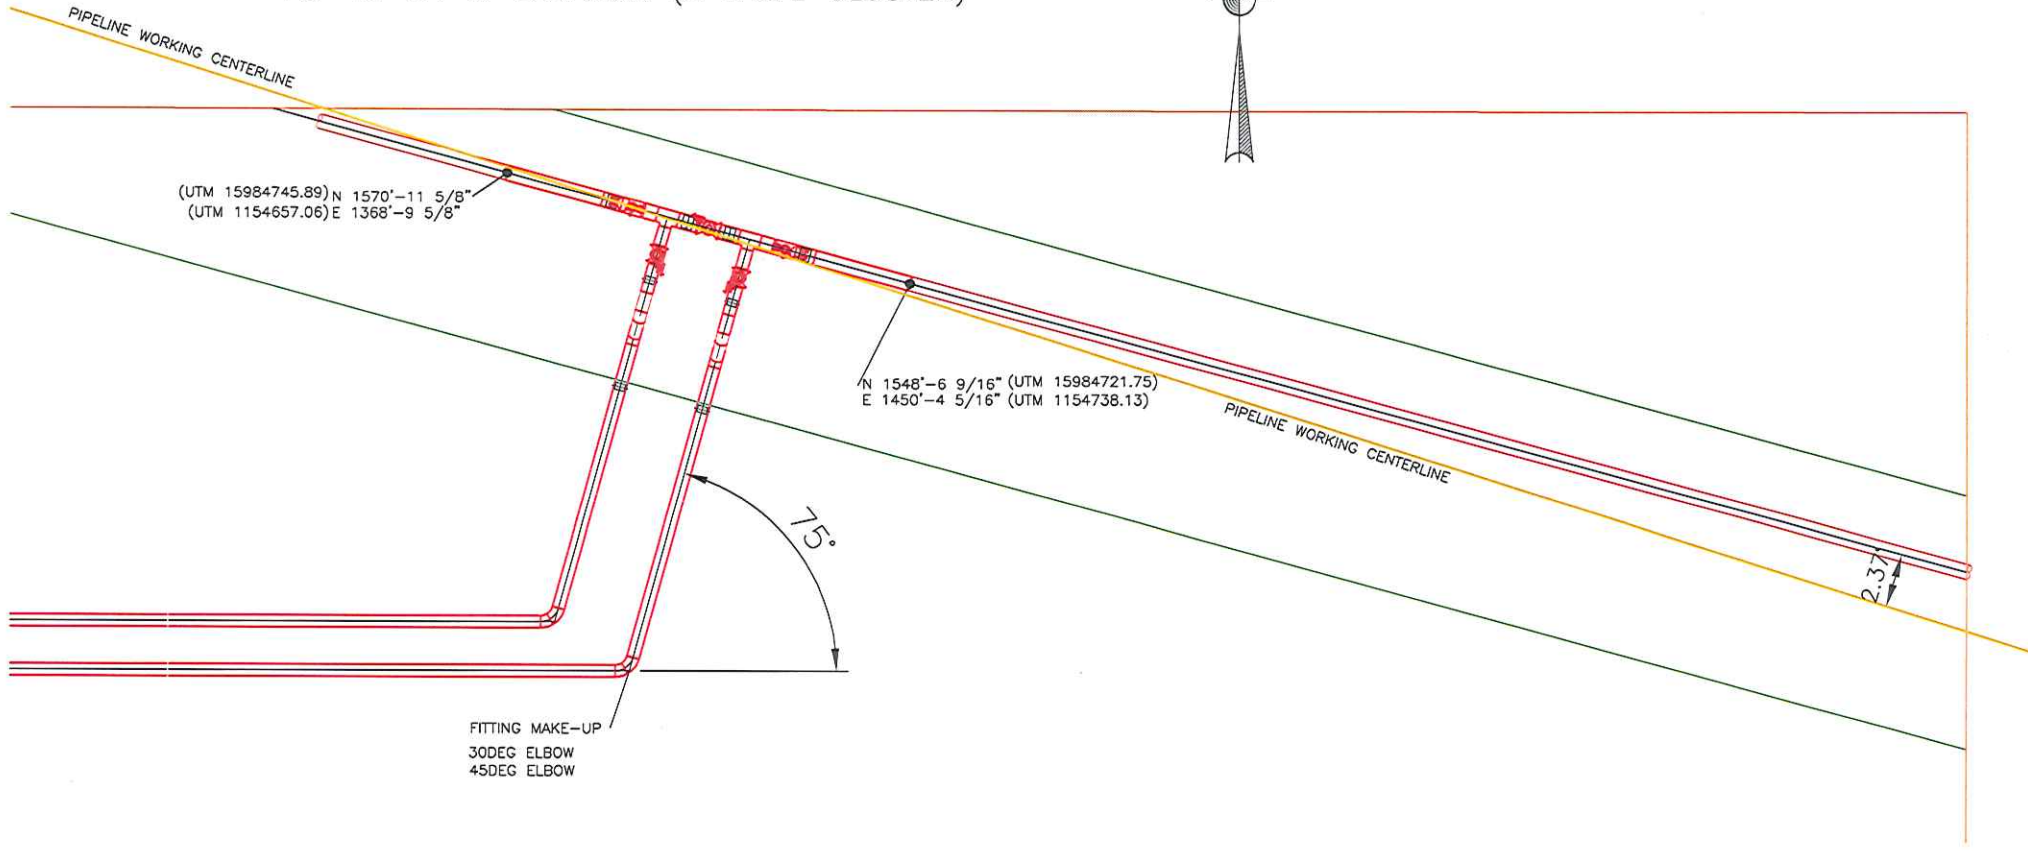 PIPELINE WORKING CENTERLINE
(UTM 15984745.89) N 1570'-11 5/8"
(UTM 1154657.06) E 1368'-9 5/8"
N 1548'-6 9/16" (UTM 15984721.75)
E 1450'-4 5/16" (UTM 1154738.13)
PIPELINE WORKING CENTERLINE
75°
2.37'
FITTING MAKE-UP
30DEG ELBOW
45DEG ELBOW